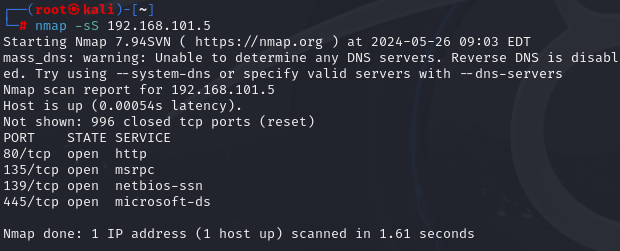 ┌──(root㉿kali)-[~]
└─# nmap -sS 192.168.101.5
Starting Nmap 7.94SVN ( https://nmap.org ) at 2024-05-26 09:03 EDT
mass_dns: warning: Unable to determine any DNS servers. Reverse DNS is disabl
ed. Try using --system-dns or specify valid servers with --dns-servers
Nmap scan report for 192.168.101.5
Host is up (0.00054s latency).
Not shown: 996 closed tcp ports (reset)
PORT    STATE SERVICE
80/tcp  open  http
135/tcp open  msrpc
139/tcp open  netbios-ssn
445/tcp open  microsoft-ds
Nmap done: 1 IP address (1 host up) scanned in 1.61 seconds